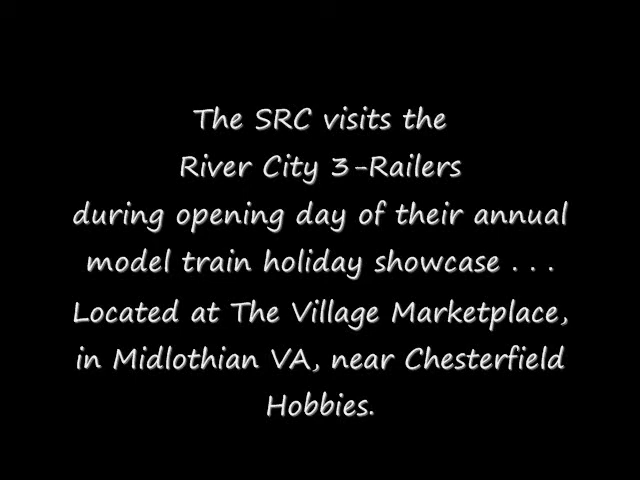 The SRC visits the
River City 3-Railers
during opening day of their annual
model train holiday showcase . . .
Located at The Village Marketplace,
in Midlothian VA, near Chesterfield
Hobbies.